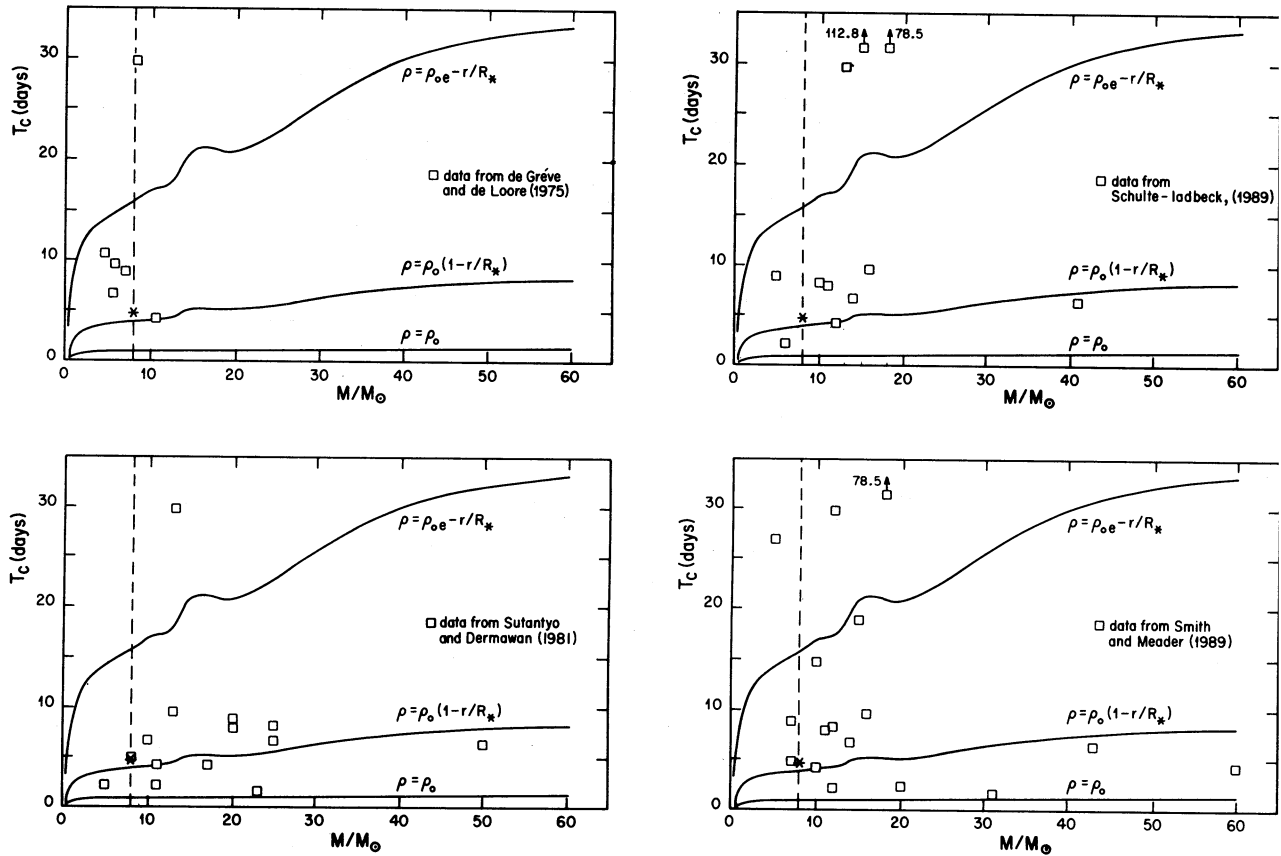 30
20
10
0
T_C (days)
ρ=ρ₀e-r/R*
□ data from de Gréve
and de Loore (1975)
ρ=ρ₀(1-r/R*)
*
ρ=ρ₀
0 10 20 30 40 50 60
M/M⊙
112.8 78.5
30
20
10
0
T_C (days)
ρ=ρ₀e-r/R*
□ data from
Schulte-ladbeck, (1989)
ρ=ρ₀(1-r/R*)
*
ρ=ρ₀
0 10 20 30 40 50 60
M/M⊙
30
20
10
0
T_C (days)
ρ=ρ₀e-r/R*
□ data from Sutantyo
and Dermawan (1981)
ρ=ρ₀(1-r/R*)
*
ρ=ρ₀
0 10 20 30 40 50 60
M/M⊙
78.5
30
20
10
0
T_C (days)
ρ=ρ₀e-r/R*
□ data from Smith
and Meader (1989)
ρ=ρ₀(1-r/R*)
*
ρ=ρ₀
0 10 20 30 40 50 60
M/M⊙